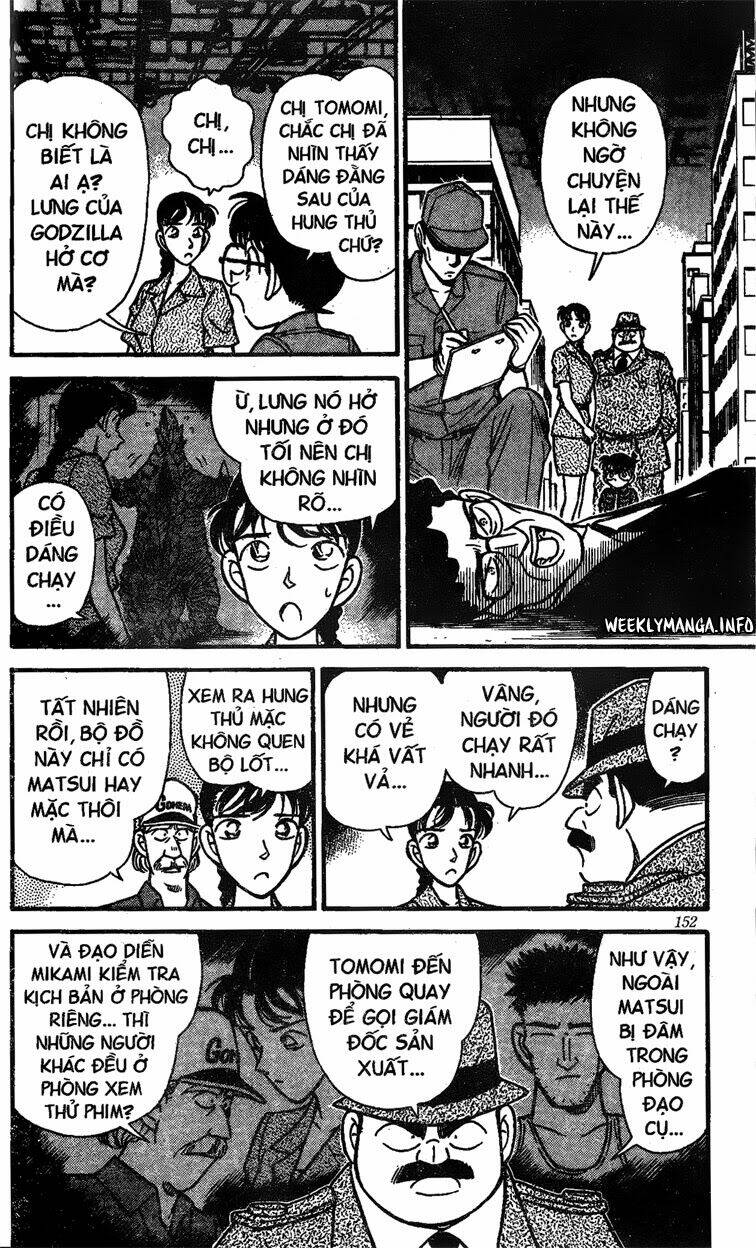 NHƯNG
KHÔNG
NGỜ
CHUYỆN
LẠI THẾ
NÀY...
WEEKLYMANGA.INFO
CHỊ TOMOMI,
CHẮC CHỊ ĐÃ
NHÌN THẤY
DÁNG ĐẰNG
SAU CỦA
HUNG THỦ
CHỨ?
CHỊ,
CHỊ...
CHỊ KHÔNG
BIẾT LÀ
AI Ạ?
LƯNG CỦA
GODZILLA
HỞ CƠ
MÀ?
Ừ, LƯNG NÓ HỞ
NHƯNG Ở ĐÓ
TỐI NÊN CHỊ
KHÔNG NHÌN
RÕ...
CÓ
ĐIỀU
DÁNG
CHẠY
...
DÁNG
CHẠY
?
VÂNG,
NGƯỜI ĐÓ
CHẠY RẤT
NHANH...
NHƯNG
CÓ VẺ
KHÁ VẤT
VẢ...
XEM RA HUNG
THỦ MẶC
KHÔNG QUEN
BỘ LỐT...
TẤT NHIÊN
RỒI, BỘ ĐỒ
NÀY CHỈ CÓ
MATSUI HAY
MẶC THÔI
MÀ...
GOMERA
152
NHƯ VẬY,
NGOÀI
MATSUI
BỊ ĐÂM
TRONG
PHÒNG
ĐẠO
CỤ...
TOMOMI ĐẾN
PHÒNG QUAY
ĐỂ GỌI GIÁM
ĐỐC SẢN
XUẤT...
VÀ ĐẠO DIỄN
MIKAMI KIỂM TRA
KỊCH BẢN Ở PHÒNG
RIÊNG... THÌ
NHỮNG NGƯỜI
KHÁC ĐỀU Ở
PHÒNG XEM
THỬ PHIM?